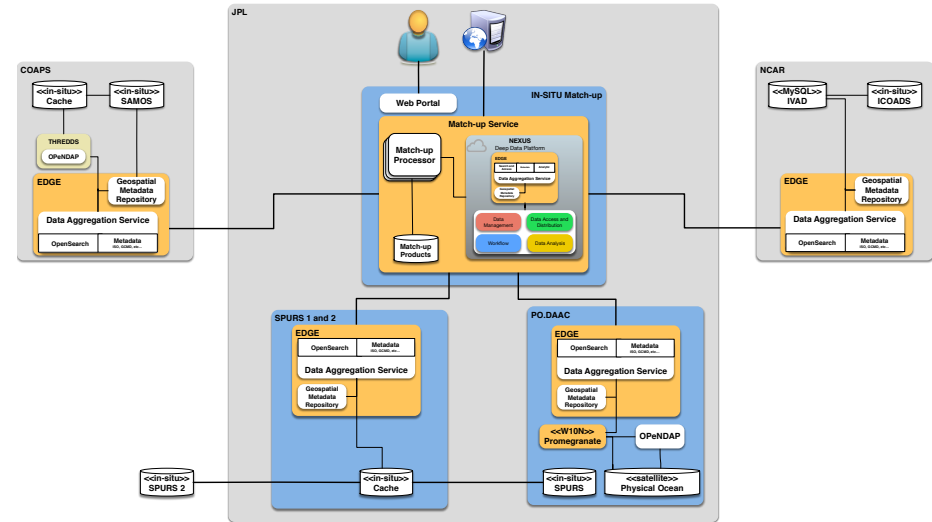 JPL
COAPS
<<in-situ>>
Cache
<<in-situ>>
SAMOS
THREDDS
OPeNDAP
EDGE
Geospatial
Metadata
Repository
Data Aggregation Service
OpenSearch
Metadata
ISO, GCMD, etc...
IN-SITU Match-up
Web Portal
Match-up Service
Match-up
Processor
Match-up
Products
NEXUS
Deep Data Platform
EDGE
Data Aggregation Service
Geospatial
Metadata
Repository
Data
Management
Data Access and
Distribution
Workflow
Data Analysis
NCAR
<<MySQL>>
IVAD
<<in-situ>>
ICOADS
EDGE
Geospatial
Metadata
Repository
Data Aggregation Service
OpenSearch
Metadata
ISO, GCMD, etc...
SPURS 1 and 2
EDGE
OpenSearch
Metadata
ISO, GCMD, etc...
Data Aggregation Service
Geospatial
Metadata
Repository
<<in-situ>>
SPURS 2
<<in-situ>>
Cache
PO.DAAC
EDGE
OpenSearch
Metadata
ISO, GCMD, etc...
Data Aggregation Service
Geospatial
Metadata
Repository
<<W10N>>
Promegranate
OPeNDAP
<<in-situ>>
SPURS
<<satellite>>
Physical Ocean